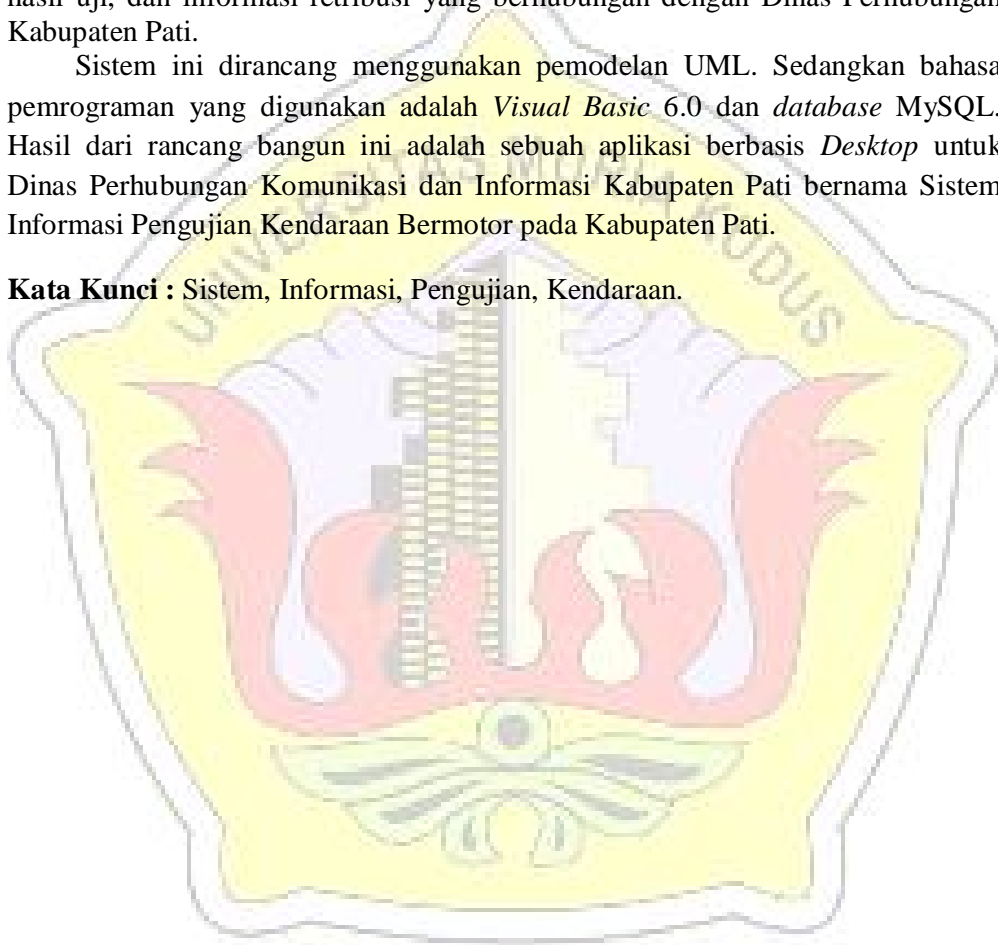 hasil uji, dan informasi retribusi yang berhubungan dengan Dinas Perhubungan
Kabupaten Pati.
Sistem ini dirancang menggunakan pemodelan UML. Sedangkan bahasa
pemrograman yang digunakan adalah Visual Basic 6.0 dan database MySQL.
Hasil dari rancang bangun ini adalah sebuah aplikasi berbasis Desktop untuk
Dinas Perhubungan Komunikasi dan Informasi Kabupaten Pati bernama Sistem
Informasi Pengujian Kendaraan Bermotor pada Kabupaten Pati.
Kata Kunci : Sistem, Informasi, Pengujian, Kendaraan.
UNIVERSITAS MURIA KUDUS